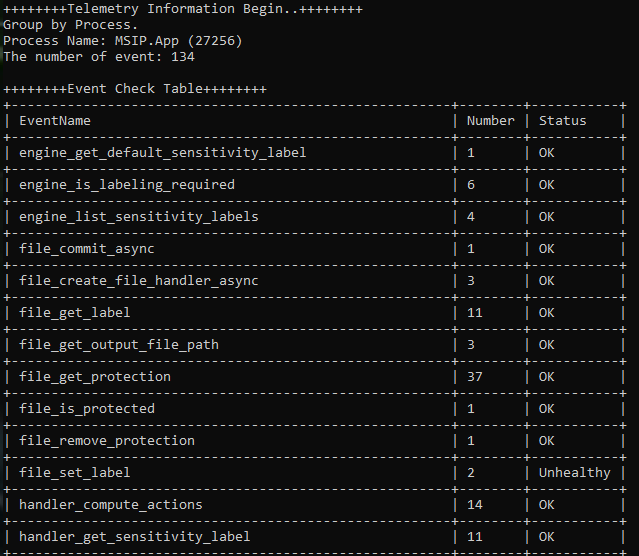 ++++++++Telemetry Information Begin..++++++++
Group by Process.
Process Name: MSIP.App (27256)
The number of event: 134
++++++++Event Check Table++++++++
| EventName | Number | Status |
| engine_get_default_sensitivity_label | 1 | OK |
| engine_is_labeling_required | 6 | OK |
| engine_list_sensitivity_labels | 4 | OK |
| file_commit_async | 1 | OK |
| file_create_file_handler_async | 3 | OK |
| file_get_label | 11 | OK |
| file_get_output_file_path | 3 | OK |
| file_get_protection | 37 | OK |
| file_is_protected | 1 | OK |
| file_remove_protection | 1 | OK |
| file_set_label | 2 | Unhealthy |
| handler_compute_actions | 14 | OK |
| handler_get_sensitivity_label | 11 | OK |